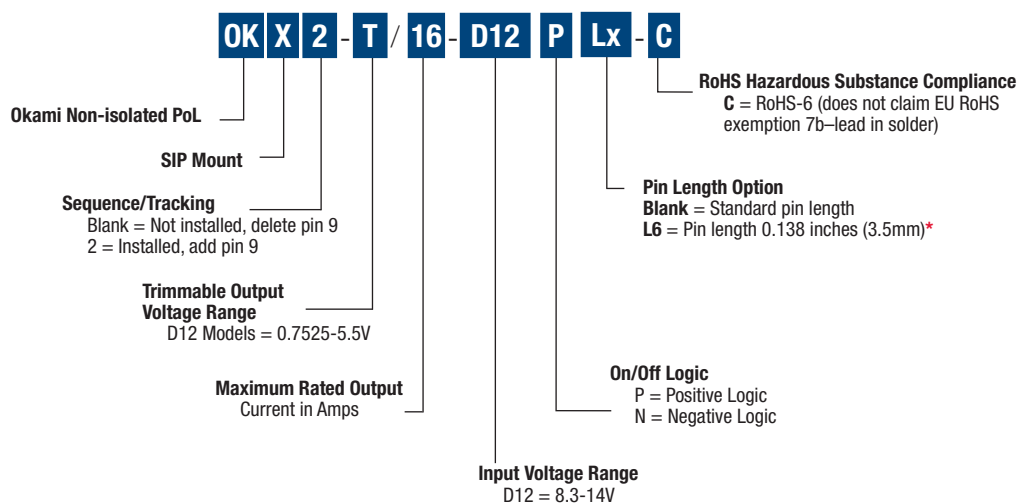 OK X 2 - T / 16 - D12 P Lx - C
RoHS Hazardous Substance Compliance
C = RoHS-6 (does not claim EU RoHS
exemption 7b–lead in solder)
Okami Non-isolated PoL
SIP Mount
Pin Length Option
Blank = Standard pin length
L6 = Pin length 0.138 inches (3.5mm)*
Sequence/Tracking
Blank = Not installed, delete pin 9
2 = Installed, add pin 9
Trimmable Output
Voltage Range
D12 Models = 0.7525-5.5V
On/Off Logic
P = Positive Logic
N = Negative Logic
Maximum Rated Output
Current in Amps
Input Voltage Range
D12 = 8.3-14V